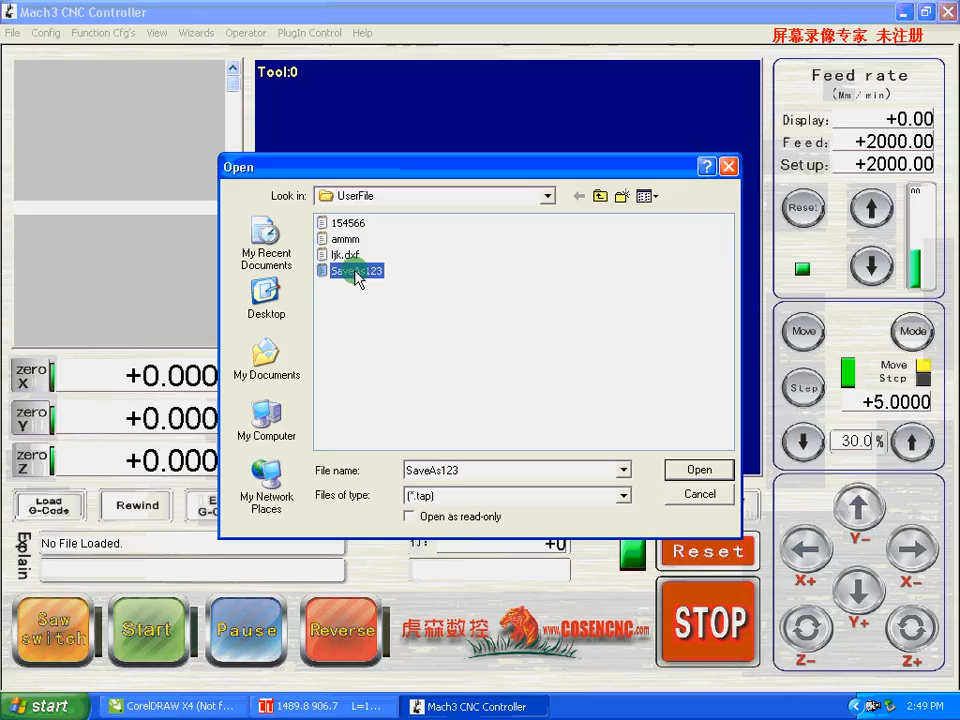 Mach3 CNC Controller
File Config Function Cfg's View Wizards Operator PlugIn Control Help
屏幕录像专家 未注册
Tool:0
Feed rate
(Mm / min)
Display: +0.00
Feed: +2000.00
Setup: +2000.00
Reset
Open
Look in: UserFile
154566
ammm
ljk.dxf
SaveAs123
My Recent
Documents
Desktop
My Documents
My Computer
My Network
Places
File name: SaveAs123
Open
Files of type: (*.tap)
Cancel
Open as read-only
zero
X
+0.000
zero
Y
+0.000
zero
Z
+0.000
Move
Mode
Move
Step
Step
+5.0000
30.0 %
Load
G-Code
Rewind
Explain
No File Loaded.
+0
Reset
Saw
switch
Start
Pause
Reverse
虎森数控
www.COSENCNC.com
STOP
Y-
X+
X-
Y+
Z-
Z+
start
CorelDRAW X4 (Not f...
1489.8 906.7 L=1...
Mach3 CNC Controller
2:49 PM